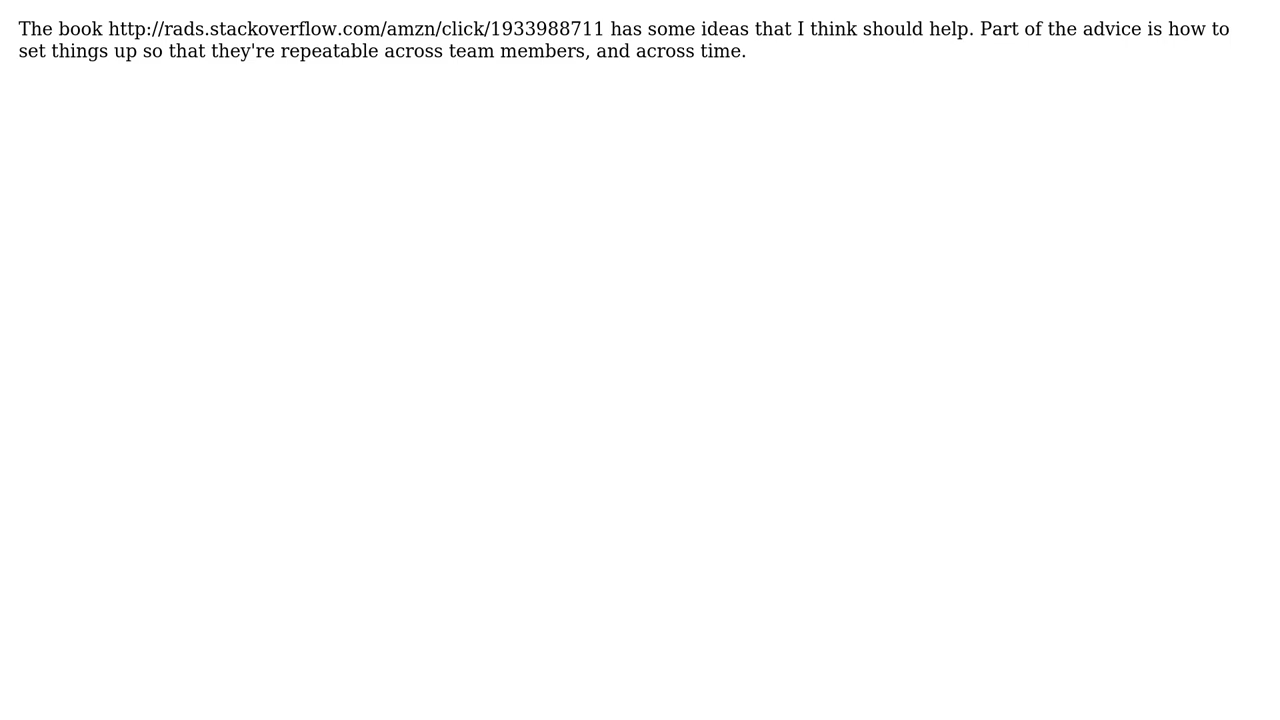 The book http://rads.stackoverflow.com/amzn/click/1933988711 has some ideas that I think should help. Part of the advice is how to
set things up so that they're repeatable across team members, and across time.